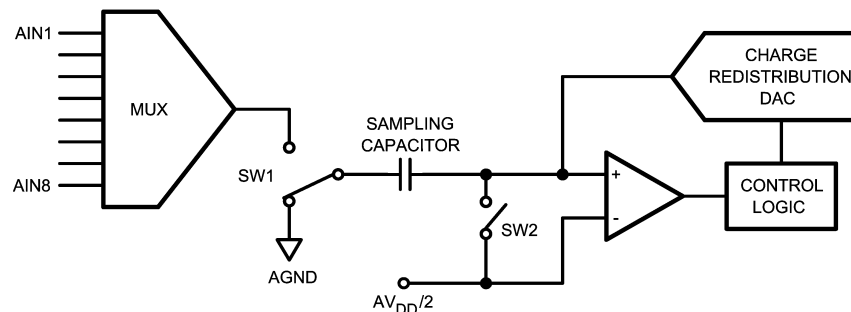 AIN1
AIN8
MUX
SW1
AGND
SAMPLING
CAPACITOR
SW2
AVDD/2
+
-
CHARGE
REDISTRIBUTION
DAC
CONTROL
LOGIC